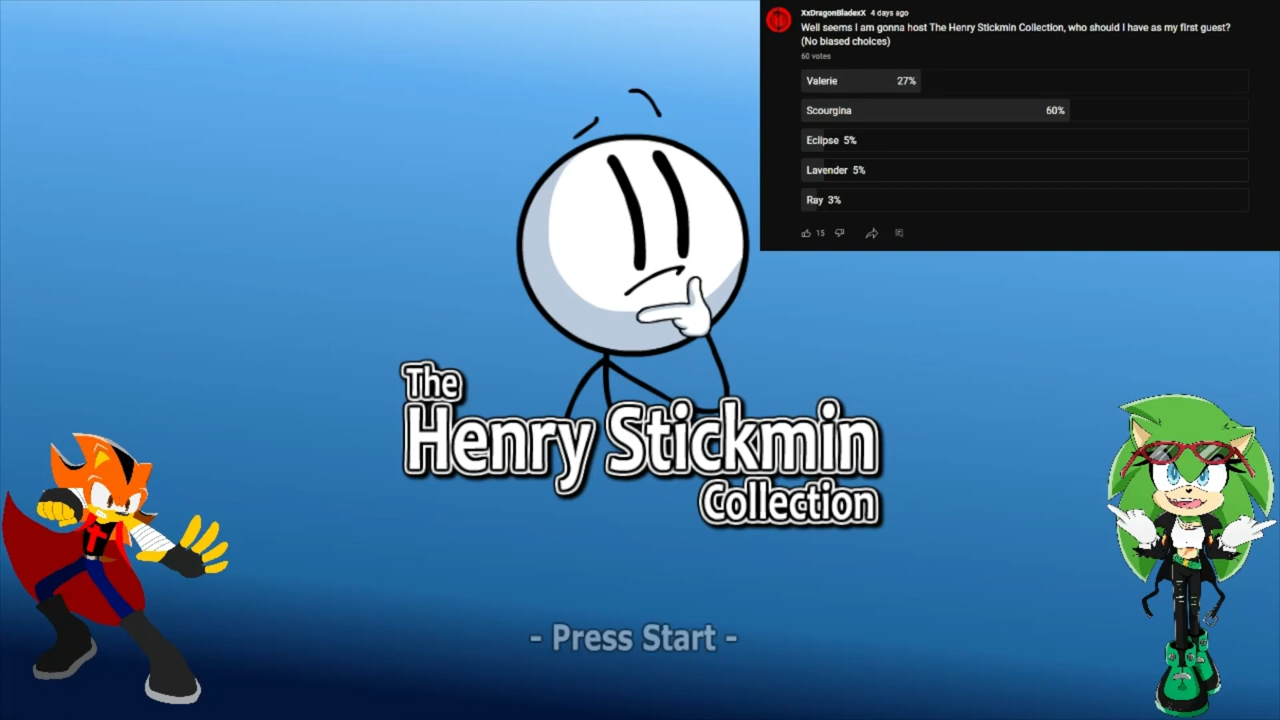 XxDragonBladexX 4 days ago
Well seems I am gonna host The Henry Stickmin Collection, who should I have as my first guest?
(No biased choices)
60 votes
Valerie 27%
Scourgina 60%
Eclipse 5%
Lavender 5%
Ray 3%
15
The
Henry Stickmin
Collection
- Press Start -